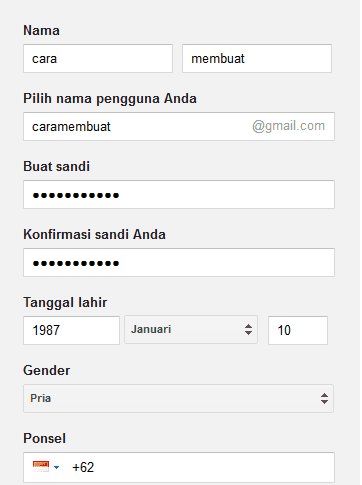 Nama
cara membuat
Pilih nama pengguna Anda
caramembuat @gmail.com
Buat sandi
●●●●●●●●●●●
Konfirmasi sandi Anda
●●●●●●●●●●●
Tanggal lahir
1987 Januari 10
Gender
Pria
Ponsel
+62